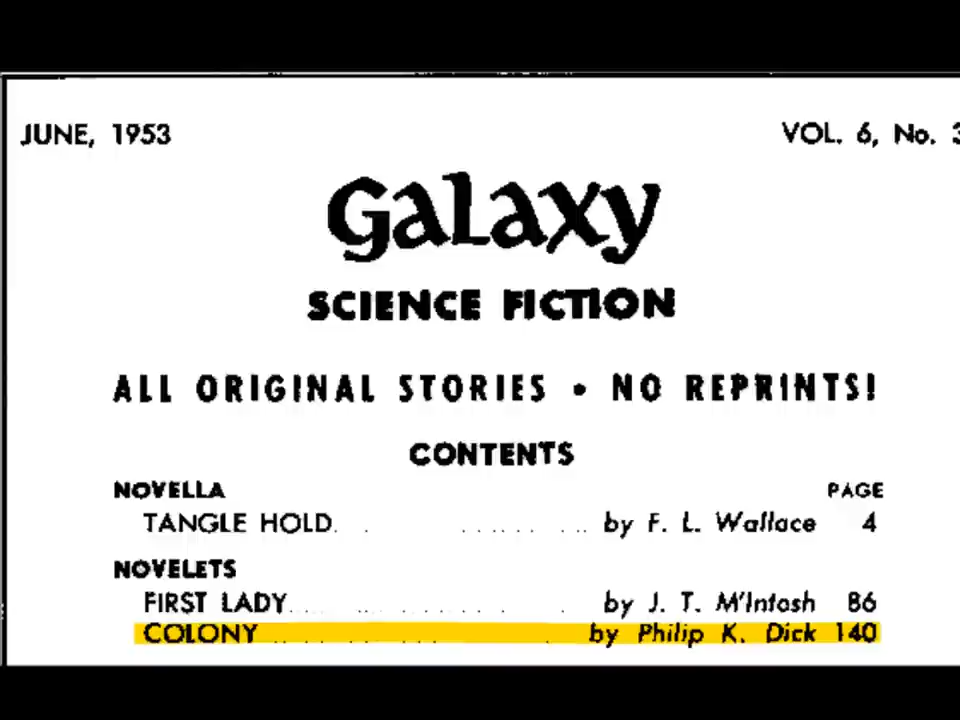 JUNE, 1953 VOL. 6, No. 3
Galaxy
SCIENCE FICTION
ALL ORIGINAL STORIES • NO REPRINTS!
CONTENTS
NOVELLA PAGE
TANGLE HOLD by F. L. Wallace 4
NOVELETS
FIRST LADY by J. T. M'Intosh 86
COLONY by Philip K. Dick 140